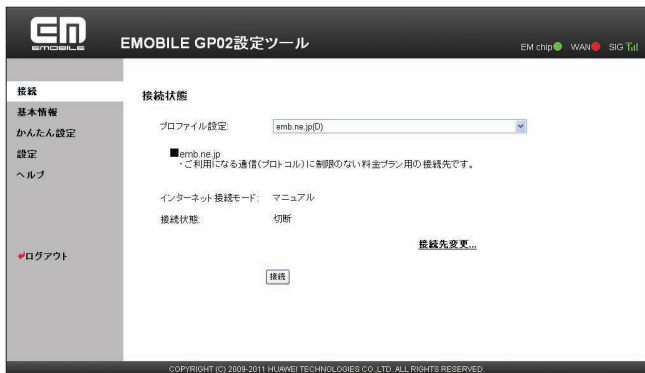 EM
EMOBILE
EMOBILE GP02設定ツール
EM chip WAN SIG
接続
基本情報
かんたん設定
設定
ヘルプ
ログアウト
接続状態
プロファイル設定: emb.ne.jp(D)
■emb.ne.jp
・ご利用になる通信(プロトコル)に制限のない料金プラン用の接続先です。
インターネット接続モード: マニュアル
接続状態: 切断
接続先変更...
接続
COPYRIGHT (C) 2009-2011 HUAWEI TECHNOLOGIES CO.,LTD. ALL RIGHTS RESERVED.